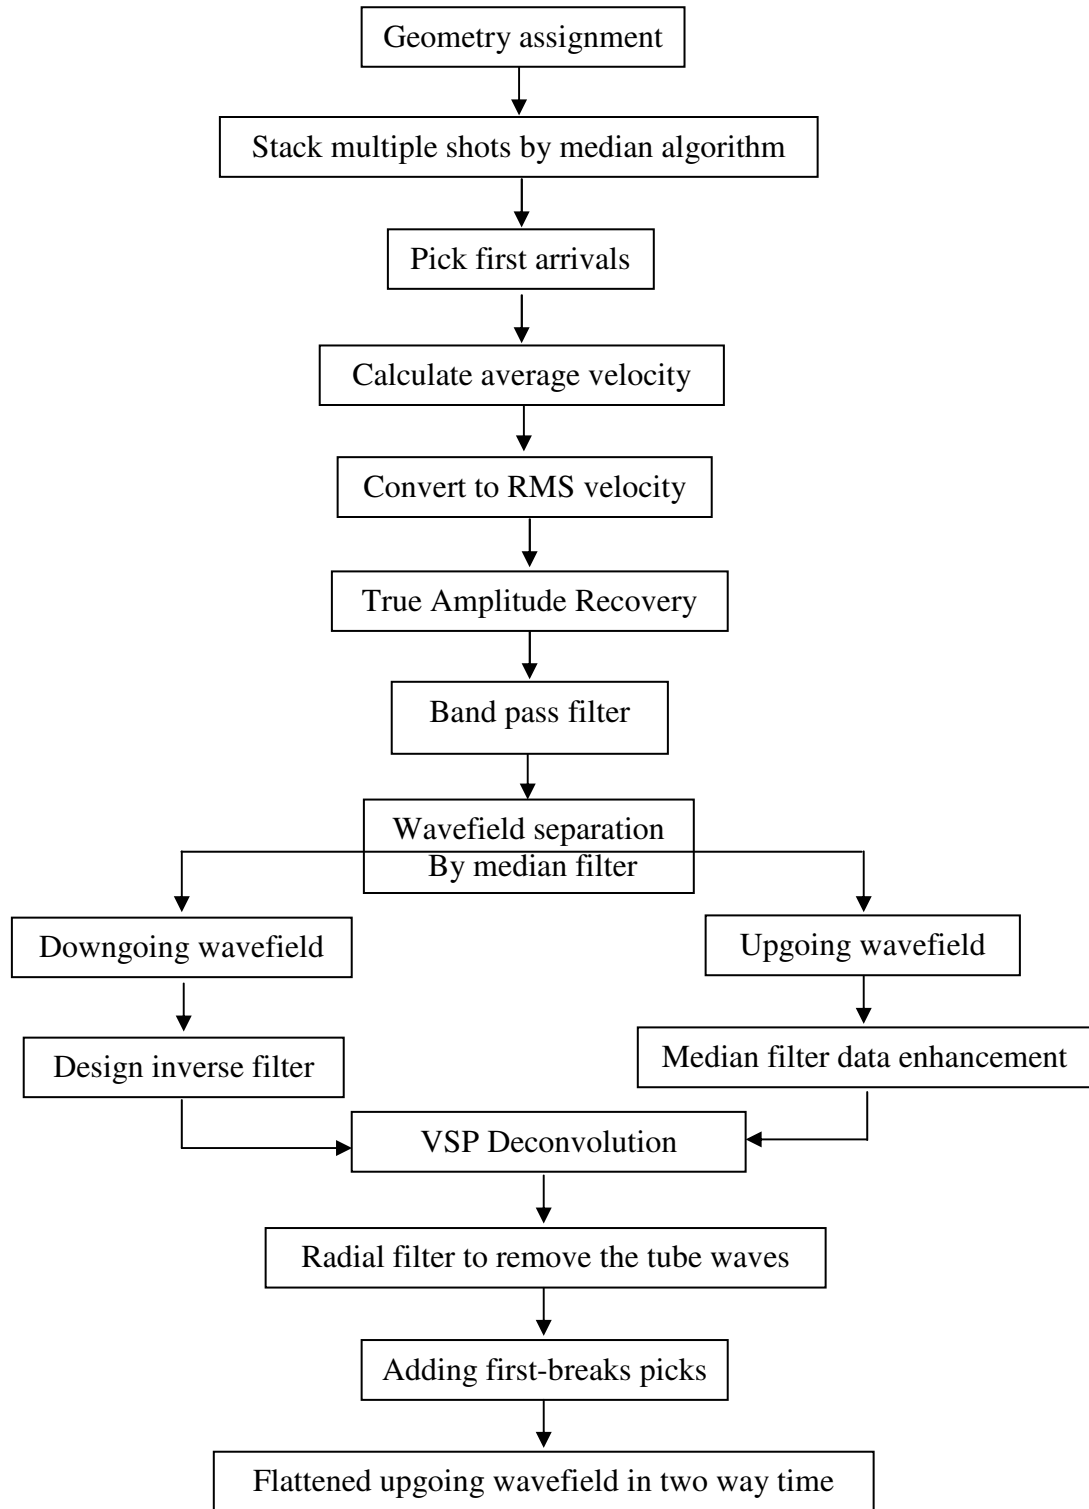 Geometry assignment
Stack multiple shots by median algorithm
Pick first arrivals
Calculate average velocity
Convert to RMS velocity
True Amplitude Recovery
Band pass filter
Wavefield separation
By median filter
Downgoing wavefield
Upgoing wavefield
Design inverse filter
Median filter data enhancement
VSP Deconvolution
Radial filter to remove the tube waves
Adding first-breaks picks
Flattened upgoing wavefield in two way time